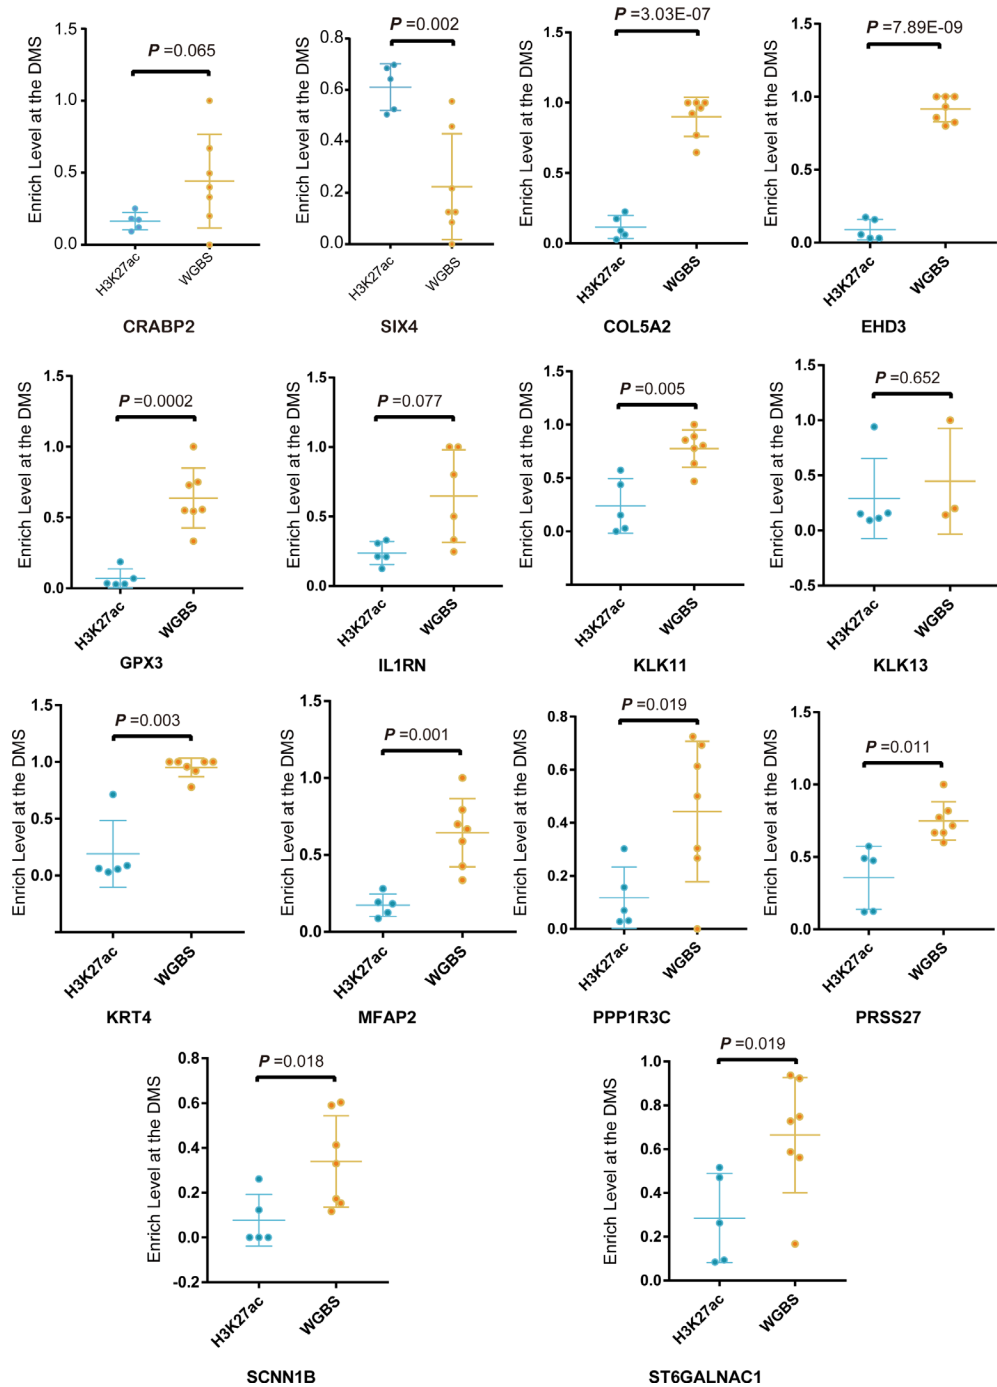 P =0.065
Enrich Level at the DMS
1.5
1.0
0.5
0.0
H3K27ac
WGBS
CRABP2
P =0.002
Enrich Level at the DMS
0.8
0.6
0.4
0.2
0.0
H3K27ac
WGBS
SIX4
P =3.03E-07
Enrich Level at the DMS
1.5
1.0
0.5
0.0
H3K27ac
WGBS
COL5A2
P =7.89E-09
Enrich Level at the DMS
1.5
1.0
0.5
0.0
H3K27ac
WGBS
EHD3
P =0.0002
Enrich Level at the DMS
1.5
1.0
0.5
0.0
H3K27ac
WGBS
GPX3
P =0.077
Enrich Level at the DMS
1.5
1.0
0.5
0.0
H3K27ac
WGBS
IL1RN
P =0.005
Enrich Level at the DMS
1.5
1.0
0.5
0.0
H3K27ac
WGBS
KLK11
P =0.652
Enrich Level at the DMS
1.5
1.0
0.5
0.0
-0.5
H3K27ac
WGBS
KLK13
P =0.003
Enrich Level at the DMS
1.5
1.0
0.5
0.0
H3K27ac
WGBS
KRT4
P =0.001
Enrich Level at the DMS
1.5
1.0
0.5
0.0
H3K27ac
WGBS
MFAP2
P =0.019
Enrich Level at the DMS
0.8
0.6
0.4
0.2
0.0
H3K27ac
WGBS
PPP1R3C
P =0.011
Enrich Level at the DMS
1.5
1.0
0.5
0.0
H3K27ac
WGBS
PRSS27
P =0.018
Enrich Level at the DMS
0.8
0.6
0.4
0.2
0.0
-0.2
H3K27ac
WGBS
SCNN1B
P =0.019
Enrich Level at the DMS
1.0
0.8
0.6
0.4
0.2
0.0
H3K27ac
WGBS
ST6GALNAC1